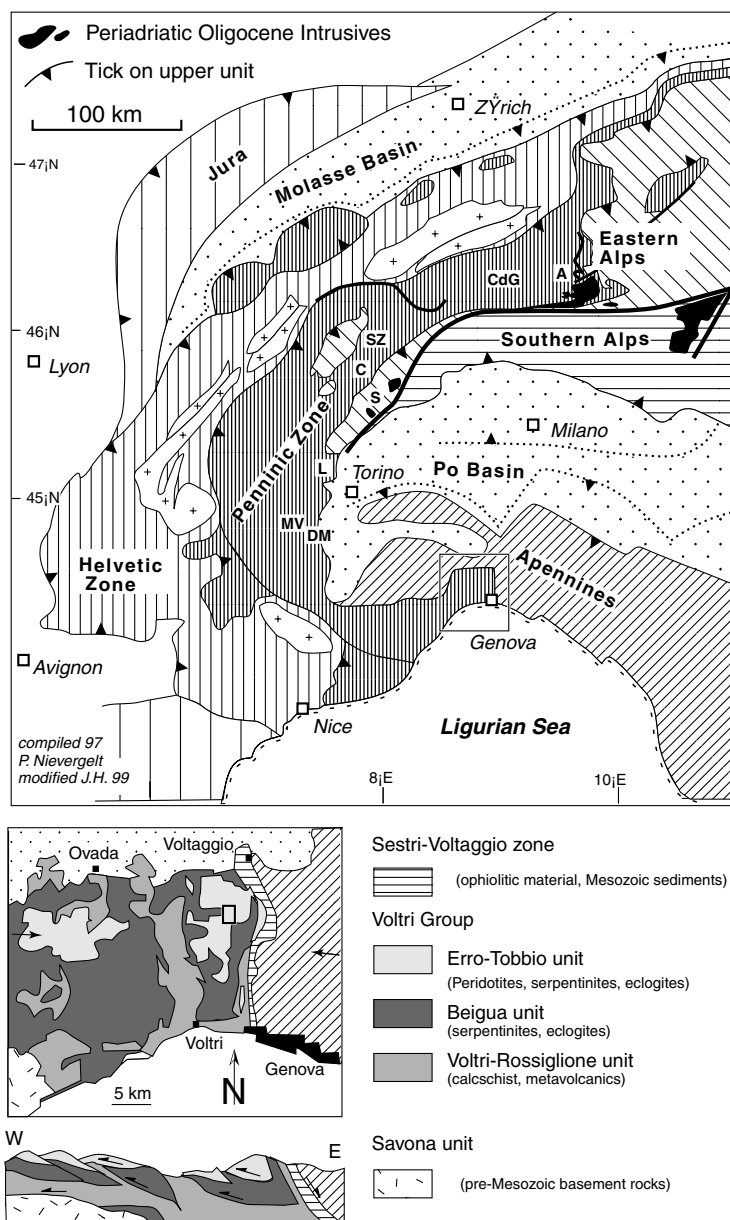 Periadriatic Oligocene Intrusives
Tick on upper unit
100 km
ZŸrich
47¡N
Jura
Molasse Basin
Eastern
Alps
CdG
A
46¡N
Lyon
SZ
C
S
Southern Alps
Milano
Penninic Zone
L
Torino
Po Basin
45¡N
MV
DM
Helvetic
Zone
Apennines
Genova
Avignon
Nice
Ligurian Sea
compiled 97
P. Nievergelt
modified J.H. 99
8¡E
10¡E
Ovada
Voltaggio
Voltri
Genova
5 km
N
W
E
Sestri-Voltaggio zone
(ophiolitic material, Mesozoic sediments)
Voltri Group
Erro-Tobbio unit
(Peridotites, serpentinites, eclogites)
Beigua unit
(serpentinites, eclogites)
Voltri-Rossiglione unit
(calcschist, metavolcanics)
Savona unit
(pre-Mesozoic basement rocks)